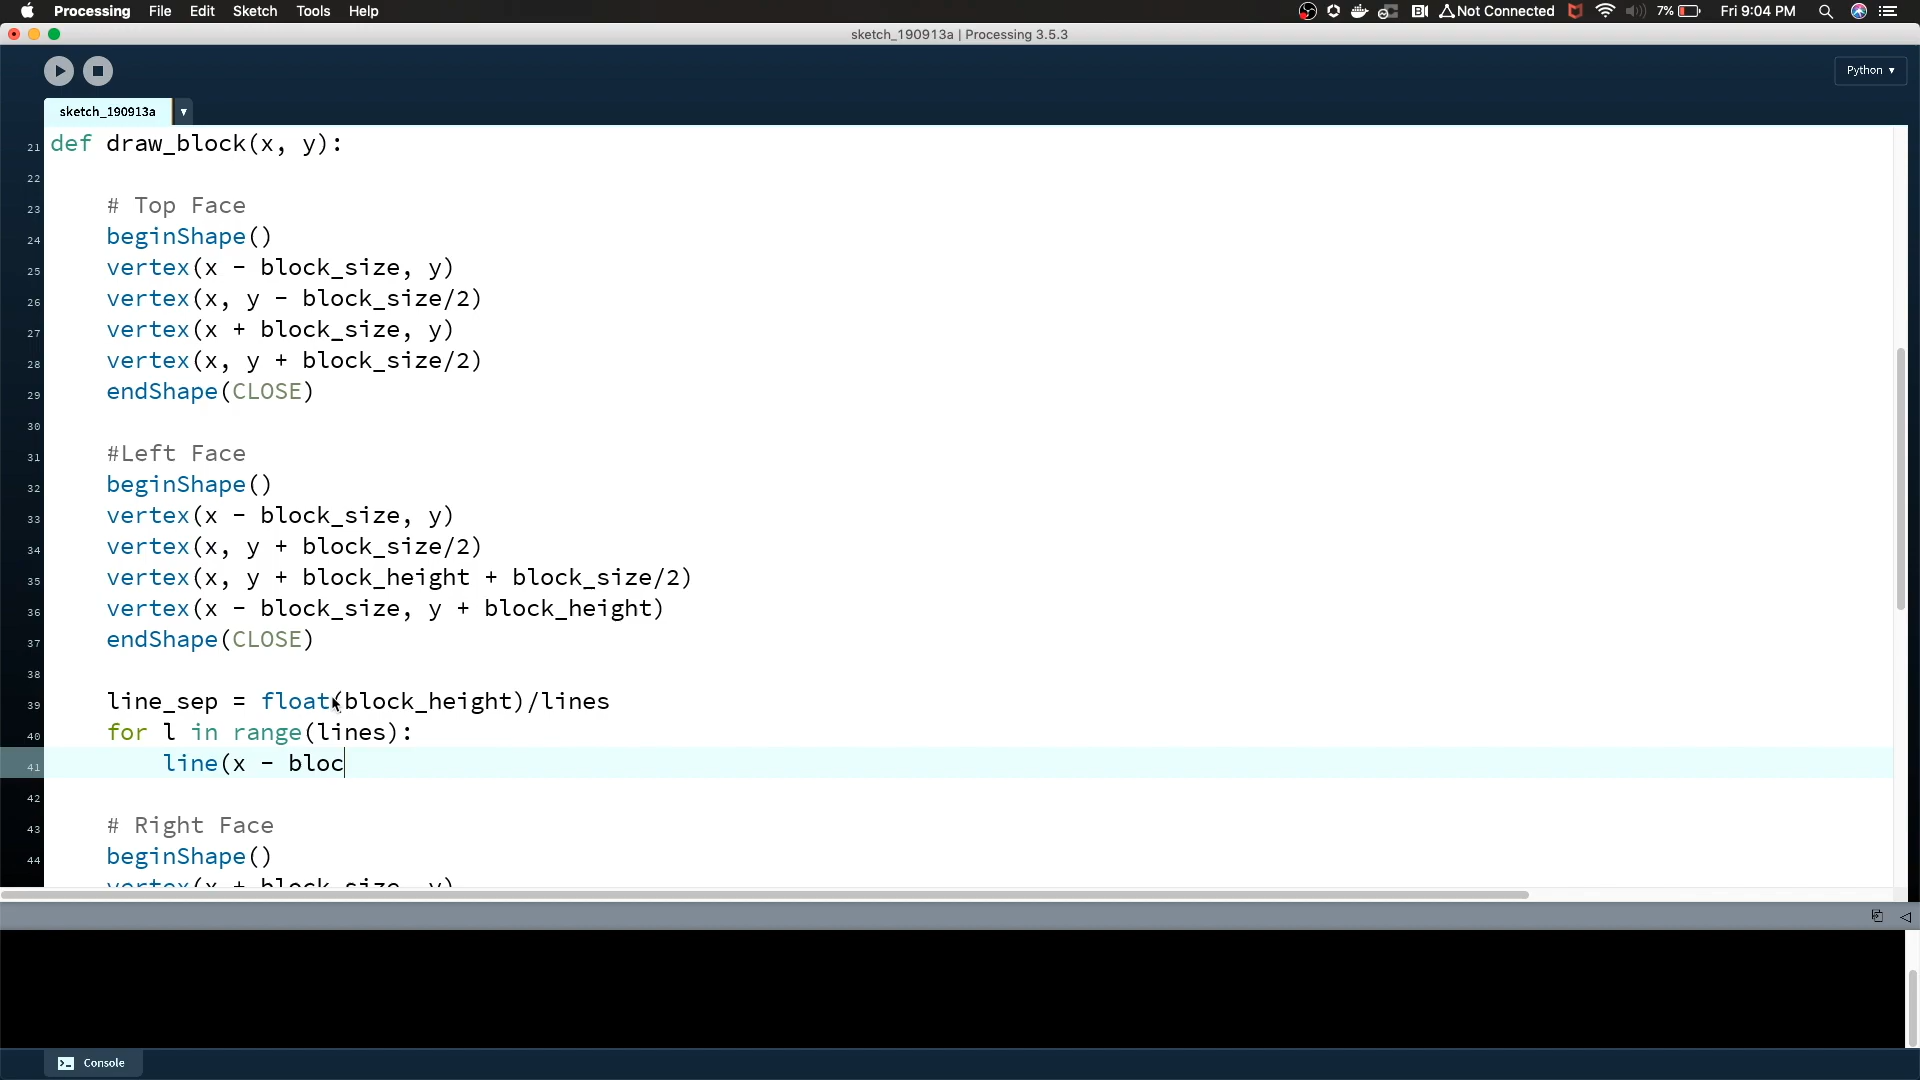 Processing File Edit Sketch Tools Help Not Connected 7% Fri 9:04 PM
sketch_190913a | Processing 3.5.3
Python
sketch_190913a
21 def draw_block(x, y):
22
23 # Top Face
24 beginShape()
25 vertex(x - block_size, y)
26 vertex(x, y - block_size/2)
27 vertex(x + block_size, y)
28 vertex(x, y + block_size/2)
29 endShape(CLOSE)
30
31 #Left Face
32 beginShape()
33 vertex(x - block_size, y)
34 vertex(x, y + block_size/2)
35 vertex(x, y + block_height + block_size/2)
36 vertex(x - block_size, y + block_height)
37 endShape(CLOSE)
38
39 line_sep = float(block_height)/lines
40 for l in range(lines):
41 line(x - bloc
42
43 # Right Face
44 beginShape()
vertex(x + block_size, y)
Console